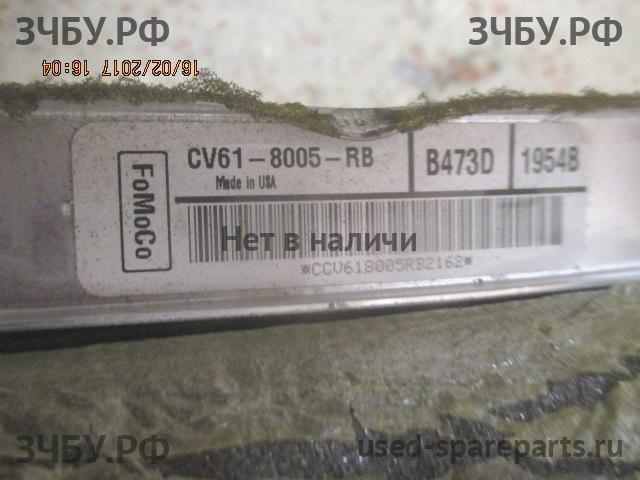 ЗЧБУ.РФ
ЗЧБУ.РФ
16/02/2017 16:04
FoMoCo
CV61-8005-RB
Made in USA
B473D
1954B
Нет в наличи
*CCV618005RB2162*
ЗЧБУ.РФ
used-spareparts.ru